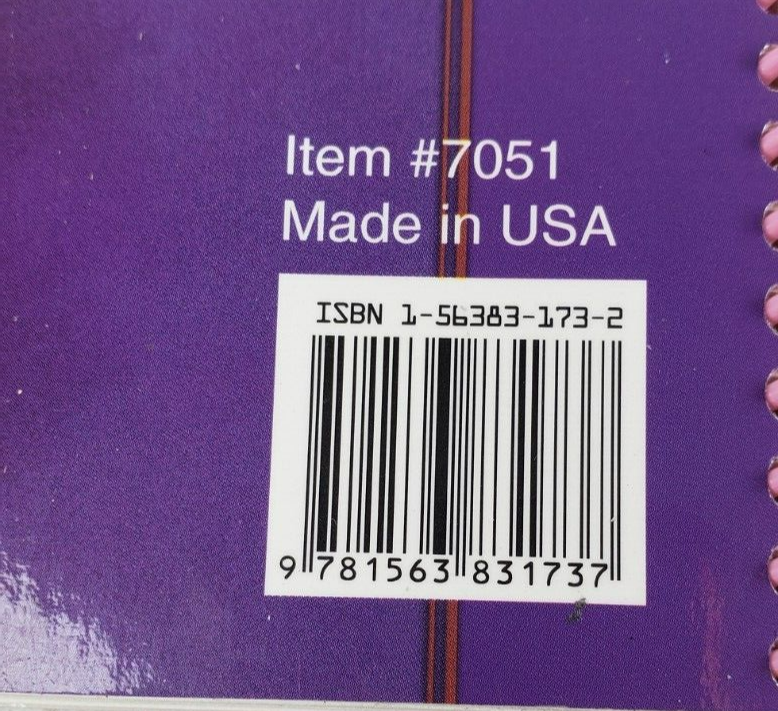 Item #7051
Made in USA
ISBN 1-56383-173-2
9 781563 831737